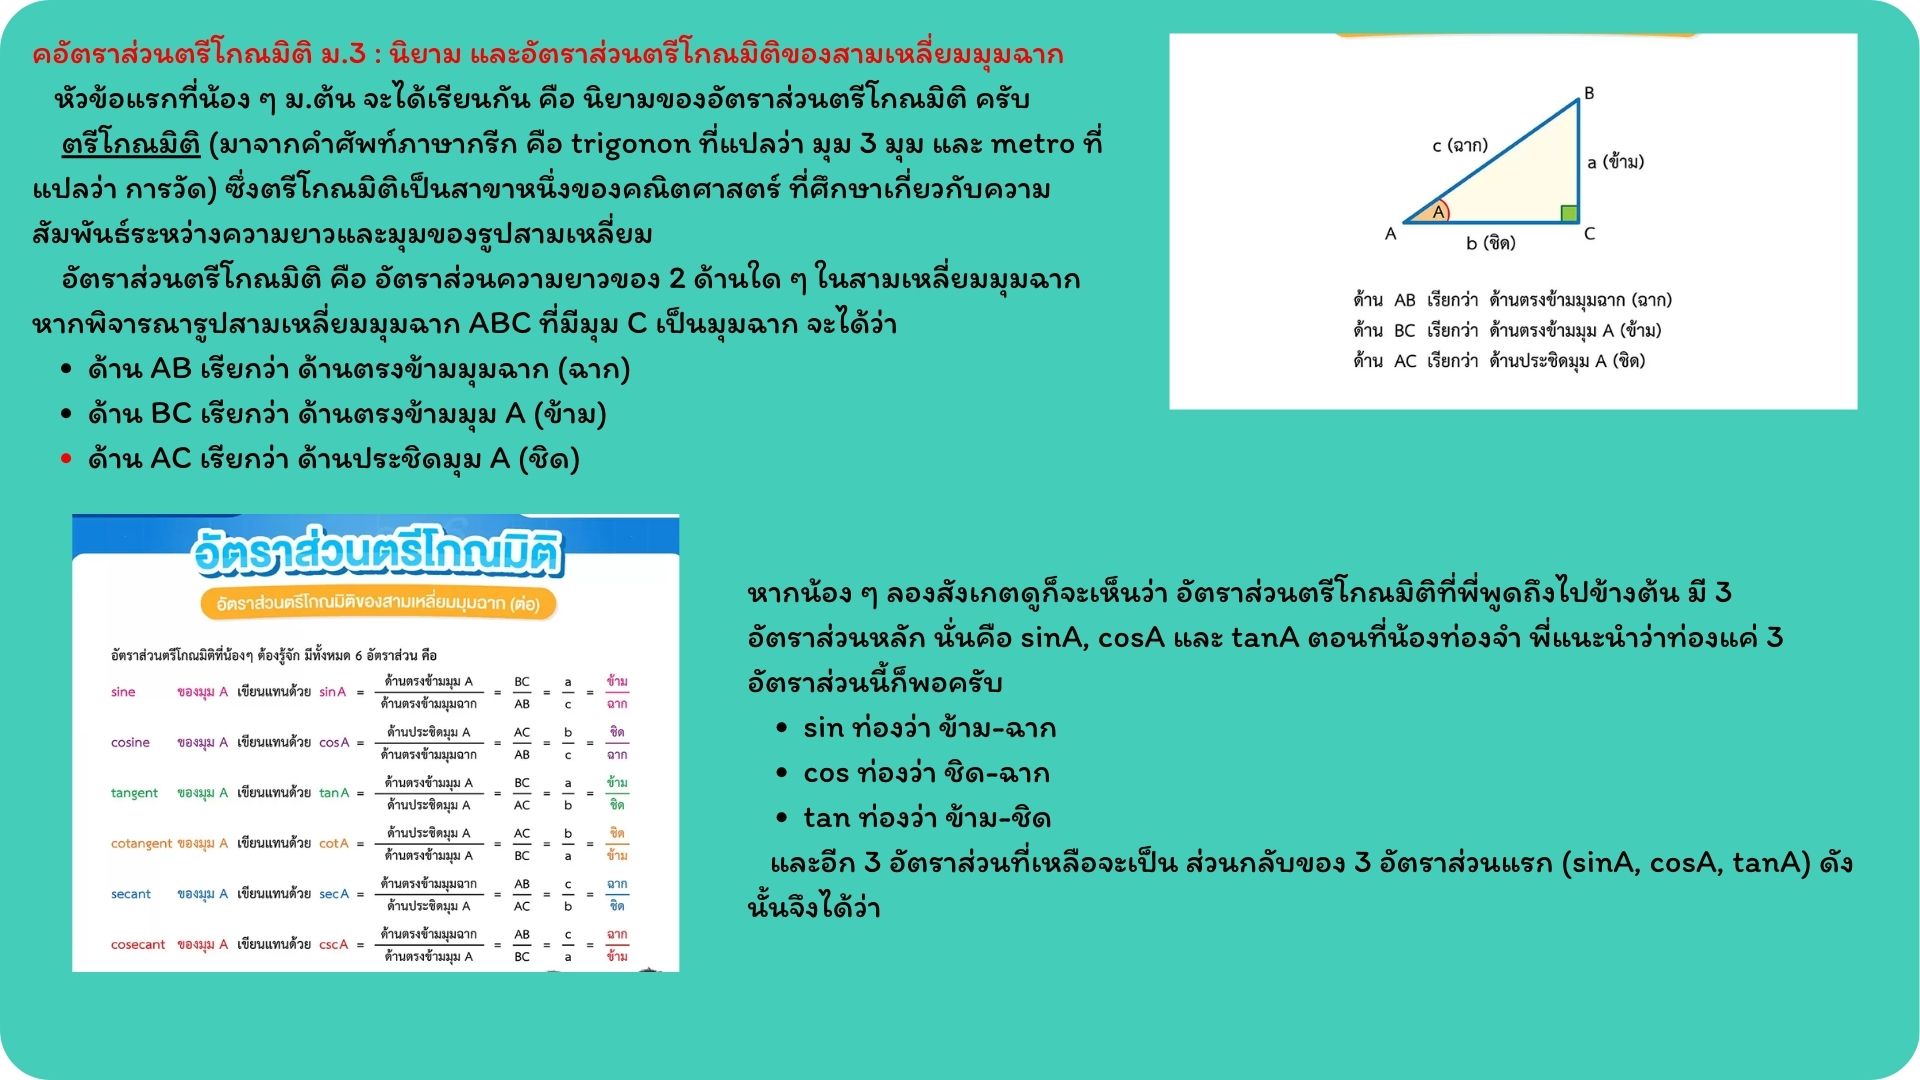 คอัตราส่วนตรีโกณมิติ ม.3 : นิยาม และอัตราส่วนตรีโกณมิติของสามเหลี่ยมมุมฉาก
หัวข้อแรกที่น้อง ๆ ม.ต้น จะได้เรียนกัน คือ นิยามของอัตราส่วนตรีโกณมิติ ครับ
ตรีโกณมิติ (มาจากคำศัพท์ภาษากรีก คือ trigonon ที่แปลว่า มุม 3 มุม และ metro ที่
แปลว่า การวัด) ซึ่งตรีโกณมิติเป็นสาขาหนึ่งของคณิตศาสตร์ ที่ศึกษาเกี่ยวกับความ
สัมพันธ์ระหว่างความยาวและมุมของรูปสามเหลี่ยม
อัตราส่วนตรีโกณมิติ คือ อัตราส่วนความยาวของ 2 ด้านใด ๆ ในสามเหลี่ยมมุมฉาก
หากพิจารณารูปสามเหลี่ยมมุมฉาก ABC ที่มีมุม C เป็นมุมฉาก จะได้ว่า
• ด้าน AB เรียกว่า ด้านตรงข้ามมุมฉาก (ฉาก)
• ด้าน BC เรียกว่า ด้านตรงข้ามมุม A (ข้าม)
• ด้าน AC เรียกว่า ด้านประชิดมุม A (ชิด)
B
c (ฉาก)
a (ข้าม)
A
A
C
b (ชิด)
ด้าน AB เรียกว่า ด้านตรงข้ามมุมฉาก (ฉาก)
ด้าน BC เรียกว่า ด้านตรงข้ามมุม A (ข้าม)
ด้าน AC เรียกว่า ด้านประชิดมุม A (ชิด)
อัตราส่วนตรีโกณมิติ
อัตราส่วนตรีโกณมิติของสามเหลี่ยมมุมฉาก (ต่อ)
อัตราส่วนตรีโกณมิติที่น้องๆ ต้องรู้จัก มีทั้งหมด 6 อัตราส่วน คือ
sine ของมุม A เขียนแทนด้วย sin A = ด้านตรงข้ามมุม A / ด้านตรงข้ามมุมฉาก = BC / AB = a / c = ข้าม / ฉาก
cosine ของมุม A เขียนแทนด้วย cos A = ด้านประชิดมุม A / ด้านตรงข้ามมุมฉาก = AC / AB = b / c = ชิด / ฉาก
tangent ของมุม A เขียนแทนด้วย tan A = ด้านตรงข้ามมุม A / ด้านประชิดมุม A = BC / AC = a / b = ข้าม / ชิด
cotangent ของมุม A เขียนแทนด้วย cot A = ด้านประชิดมุม A / ด้านตรงข้ามมุม A = AC / BC = b / a = ชิด / ข้าม
secant ของมุม A เขียนแทนด้วย sec A = ด้านตรงข้ามมุมฉาก / ด้านประชิดมุม A = AB / AC = c / b = ฉาก / ชิด
cosecant ของมุม A เขียนแทนด้วย csc A = ด้านตรงข้ามมุมฉาก / ด้านตรงข้ามมุม A = AB / BC = c / a = ฉาก / ข้าม
หากน้อง ๆ ลองสังเกตดูก็จะเห็นว่า อัตราส่วนตรีโกณมิติที่พี่พูดถึงไปข้างต้น มี 3
อัตราส่วนหลัก นั่นคือ sinA, cosA และ tanA ตอนที่น้องท่องจำ พี่แนะนำว่าท่องแค่ 3
อัตราส่วนนี้ก็พอครับ
• sin ท่องว่า ข้าม-ฉาก
• cos ท่องว่า ชิด-ฉาก
• tan ท่องว่า ข้าม-ชิด
และอีก 3 อัตราส่วนที่เหลือจะเป็น ส่วนกลับของ 3 อัตราส่วนแรก (sinA, cosA, tanA) ดัง
นั้นจึงได้ว่า